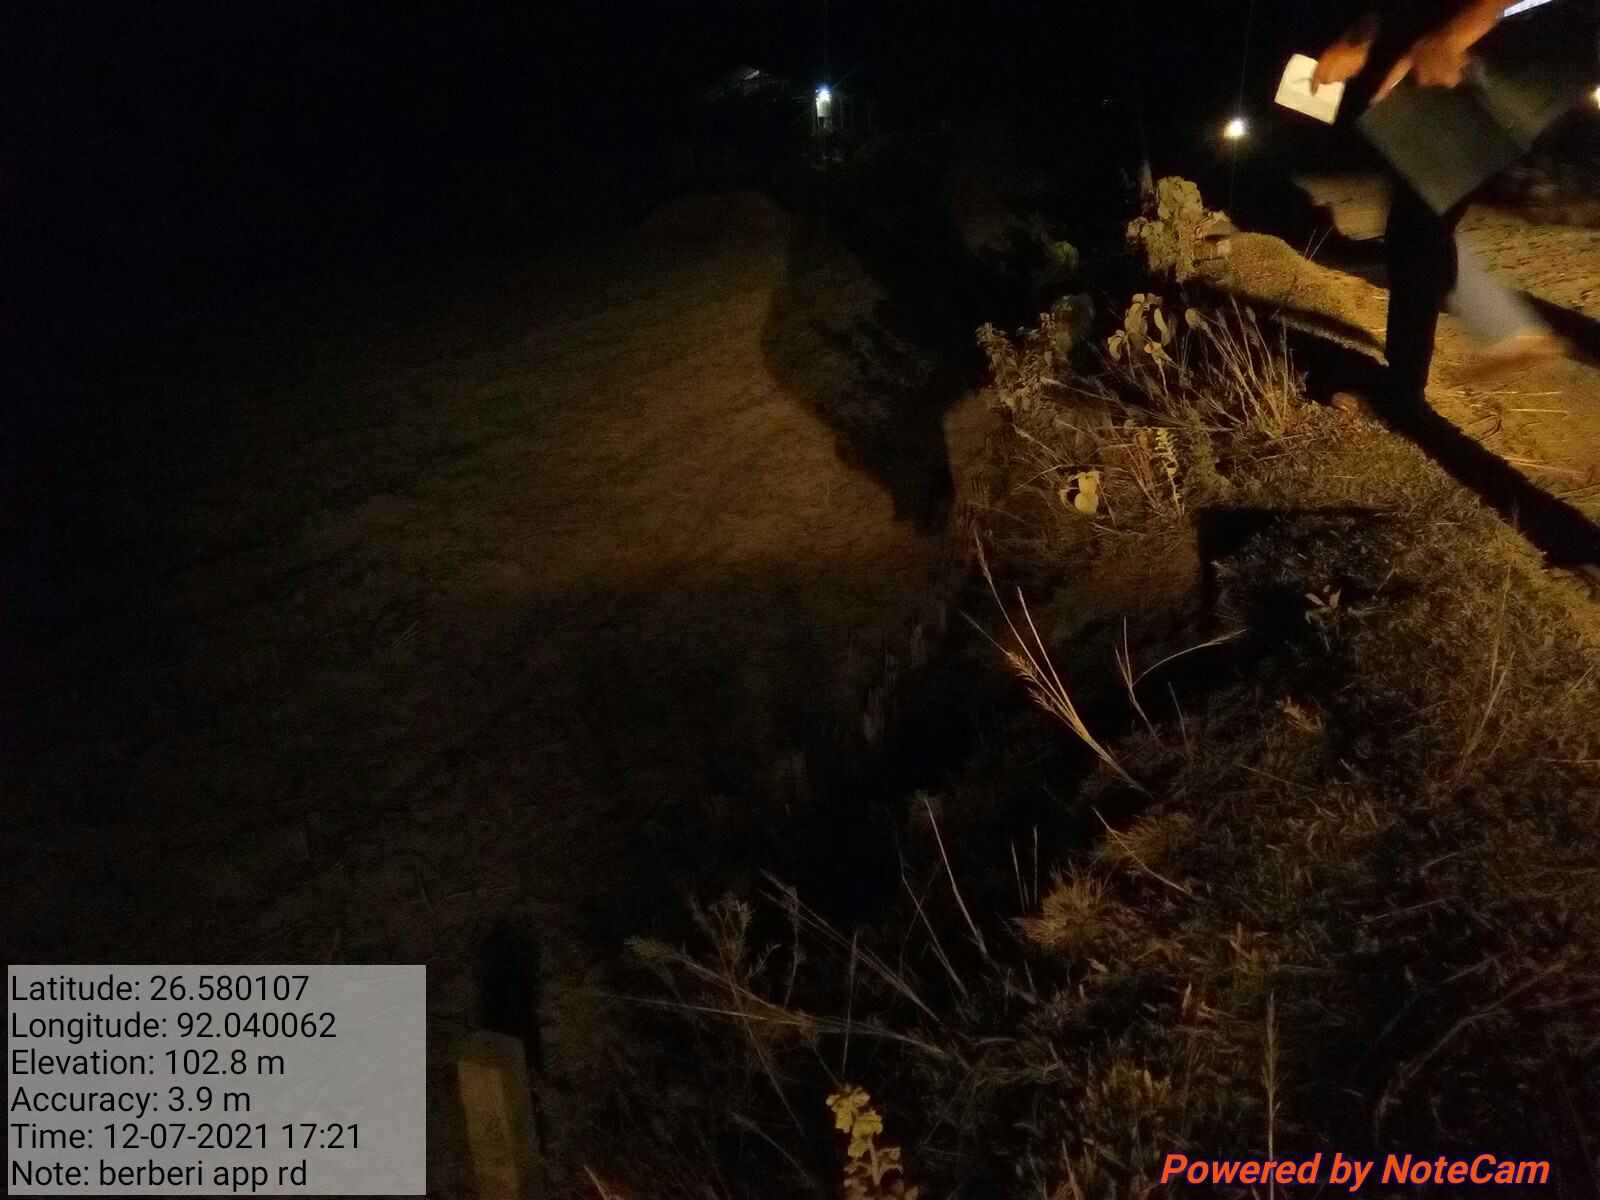 Latitude: 26.580107
Longitude: 92.040062
Elevation: 102.8 m
Accuracy: 3.9 m
Time: 12-07-2021 17:21
Note: berberi app rd
Powered by NoteCam